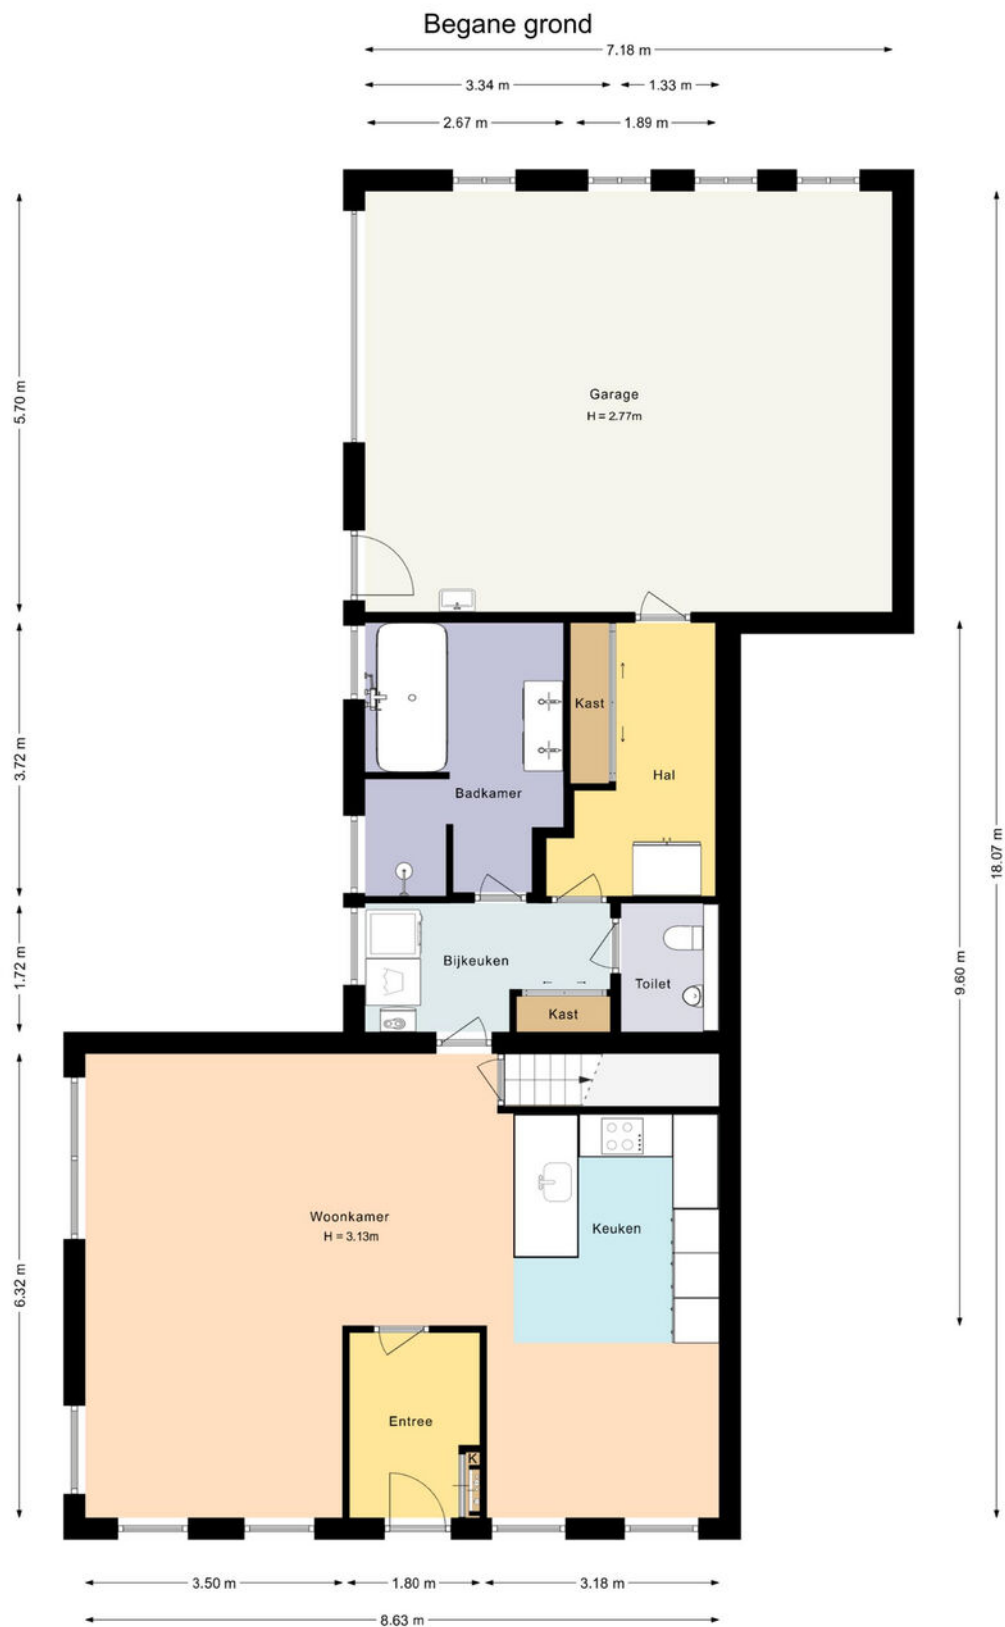 Begane grond
7.18 m
3.34 m
1.33 m
2.67 m
1.89 m
5.70 m
Garage
H = 2.77m
Kast
3.72 m
Hal
Badkamer
18.07 m
1.72 m
Bijkeuken
9.60 m
Toilet
Kast
Woonkamer
H = 3.13m
Keuken
6.32 m
Entree
K
3.50 m
1.80 m
3.18 m
8.63 m